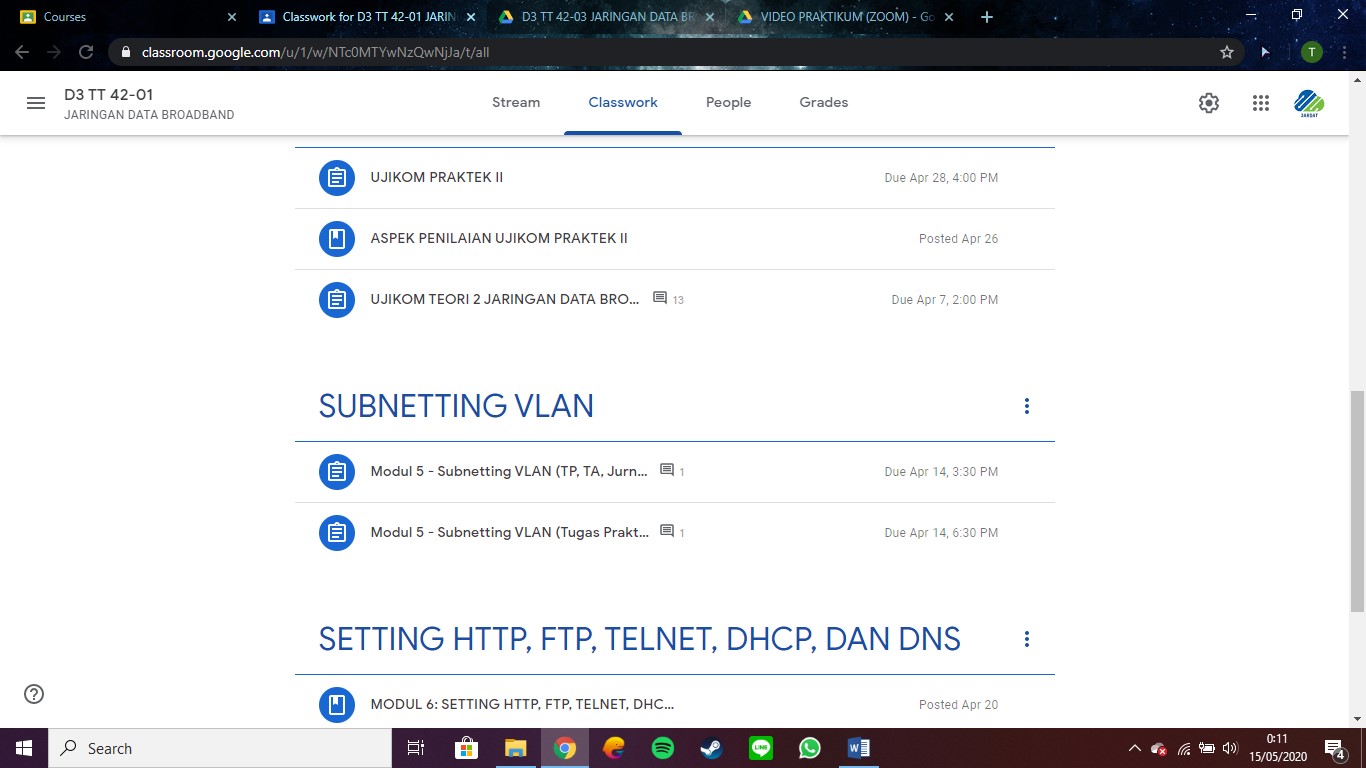 Courses
Classwork for D3 TT 42-01 JARIN
D3 TT 42-03 JARINGAN DATA BR
VIDEO PRAKTIKUM (ZOOM) - Go
classroom.google.com/u/1/w/NTc0MTYwNzQwNjJa/t/all
T
D3 TT 42-01
JARINGAN DATA BROADBAND
Stream
Classwork
People
Grades
JARDAT
UJIKOM PRAKTEK II
Due Apr 28, 4:00 PM
ASPEK PENILAIAN UJIKOM PRAKTEK II
Posted Apr 26
UJIKOM TEORI 2 JARINGAN DATA BRO...
13
Due Apr 7, 2:00 PM
SUBNETTING VLAN
Modul 5 - Subnetting VLAN (TP, TA, Jurn...
1
Due Apr 14, 3:30 PM
Modul 5 - Subnetting VLAN (Tugas Prakt...
1
Due Apr 14, 6:30 PM
SETTING HTTP, FTP, TELNET, DHCP, DAN DNS
MODUL 6: SETTING HTTP, FTP, TELNET, DHC...
Posted Apr 20
Search
LINE
0:11
15/05/2020
4